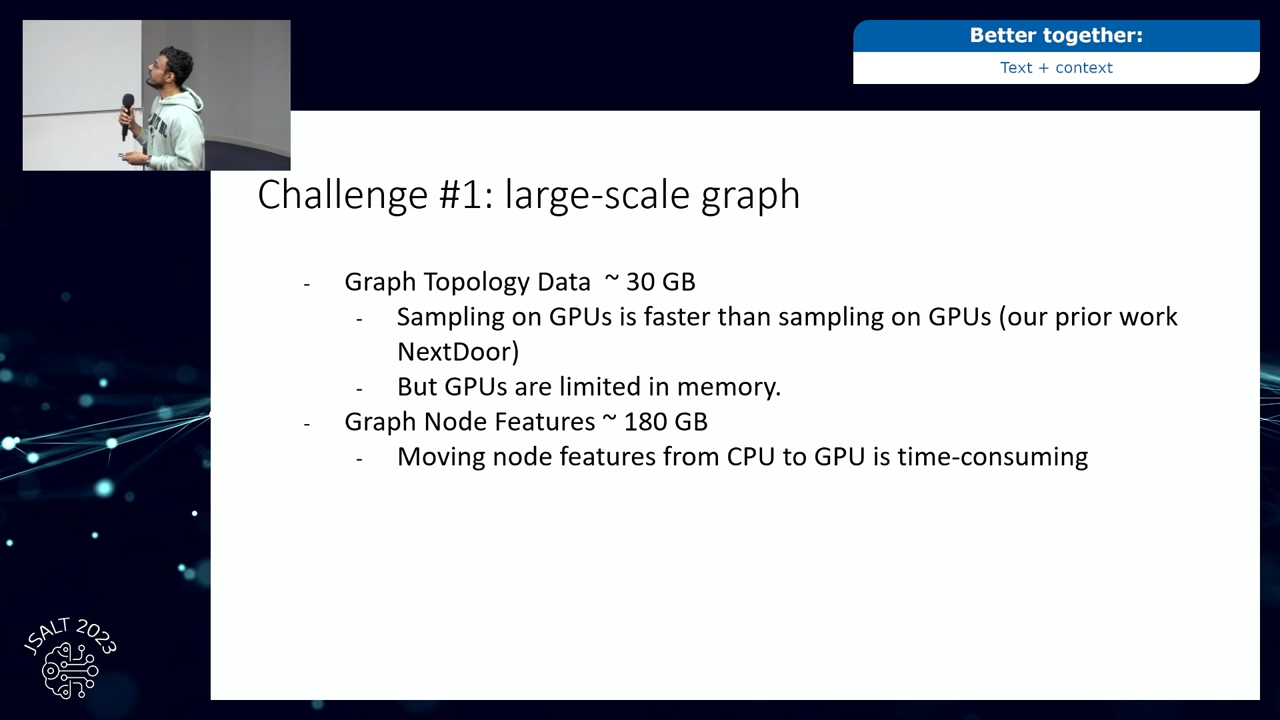 Better together:
Text + context
Challenge #1: large-scale graph
- Graph Topology Data ~ 30 GB
- Sampling on GPUs is faster than sampling on GPUs (our prior work
NextDoor)
- But GPUs are limited in memory.
- Graph Node Features ~ 180 GB
- Moving node features from CPU to GPU is time-consuming
JSALT 2023